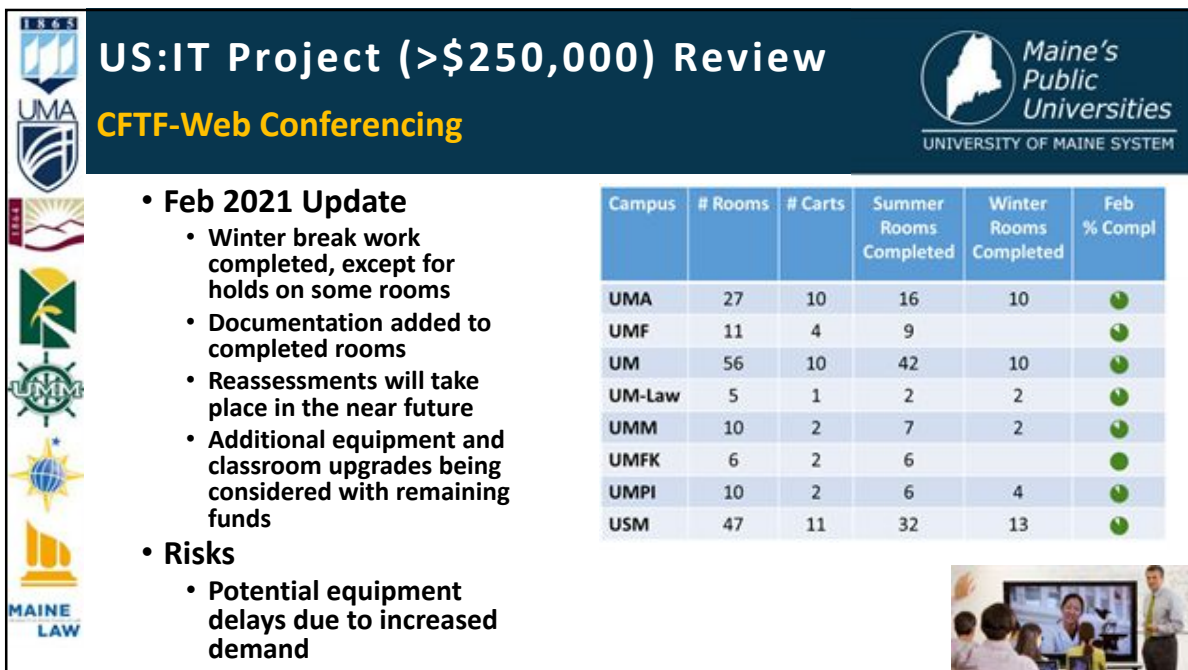 1865
US:IT Project (>$250,000) Review
CFTF-Web Conferencing
Maine's
Public
Universities
UNIVERSITY OF MAINE SYSTEM
UMA
1864
UMM
MAINE
LAW
• Feb 2021 Update
• Winter break work
completed, except for
holds on some rooms
• Documentation added to
completed rooms
• Reassessments will take
place in the near future
• Additional equipment and
classroom upgrades being
considered with remaining
funds
• Risks
• Potential equipment
delays due to increased
demand
Campus # Rooms # Carts Summer Rooms Completed Winter Rooms Completed Feb % Compl
UMA 27 10 16 10
UMF 11 4 9
UM 56 10 42 10
UM-Law 5 1 2 2
UMM 10 2 7 2
UMFK 6 2 6
UMPI 10 2 6 4
USM 47 11 32 13